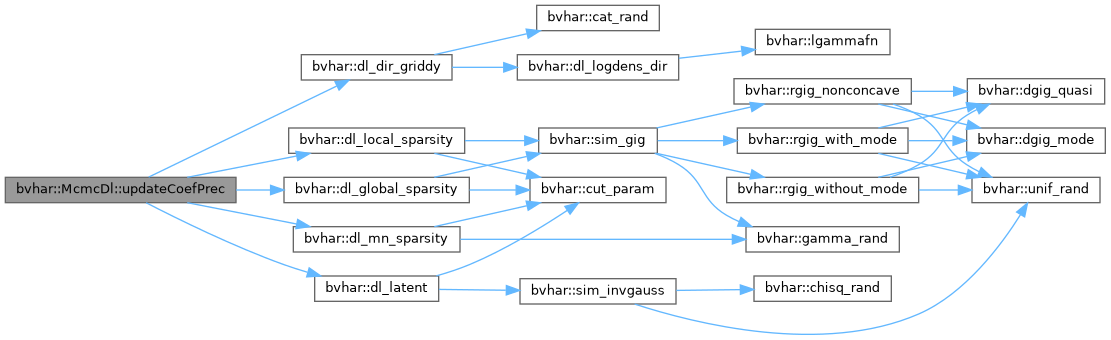 bvhar::McmcDl::updateCoefPrec
bvhar::dl_dir_griddy
bvhar::dl_local_sparsity
bvhar::dl_global_sparsity
bvhar::dl_mn_sparsity
bvhar::dl_latent
bvhar::cat_rand
bvhar::dl_logdens_dir
bvhar::sim_gig
bvhar::cut_param
bvhar::sim_invgauss
bvhar::lgammafn
bvhar::rgig_nonconcave
bvhar::rgig_with_mode
bvhar::rgig_without_mode
bvhar::gamma_rand
bvhar::chisq_rand
bvhar::dgig_quasi
bvhar::dgig_mode
bvhar::unif_rand